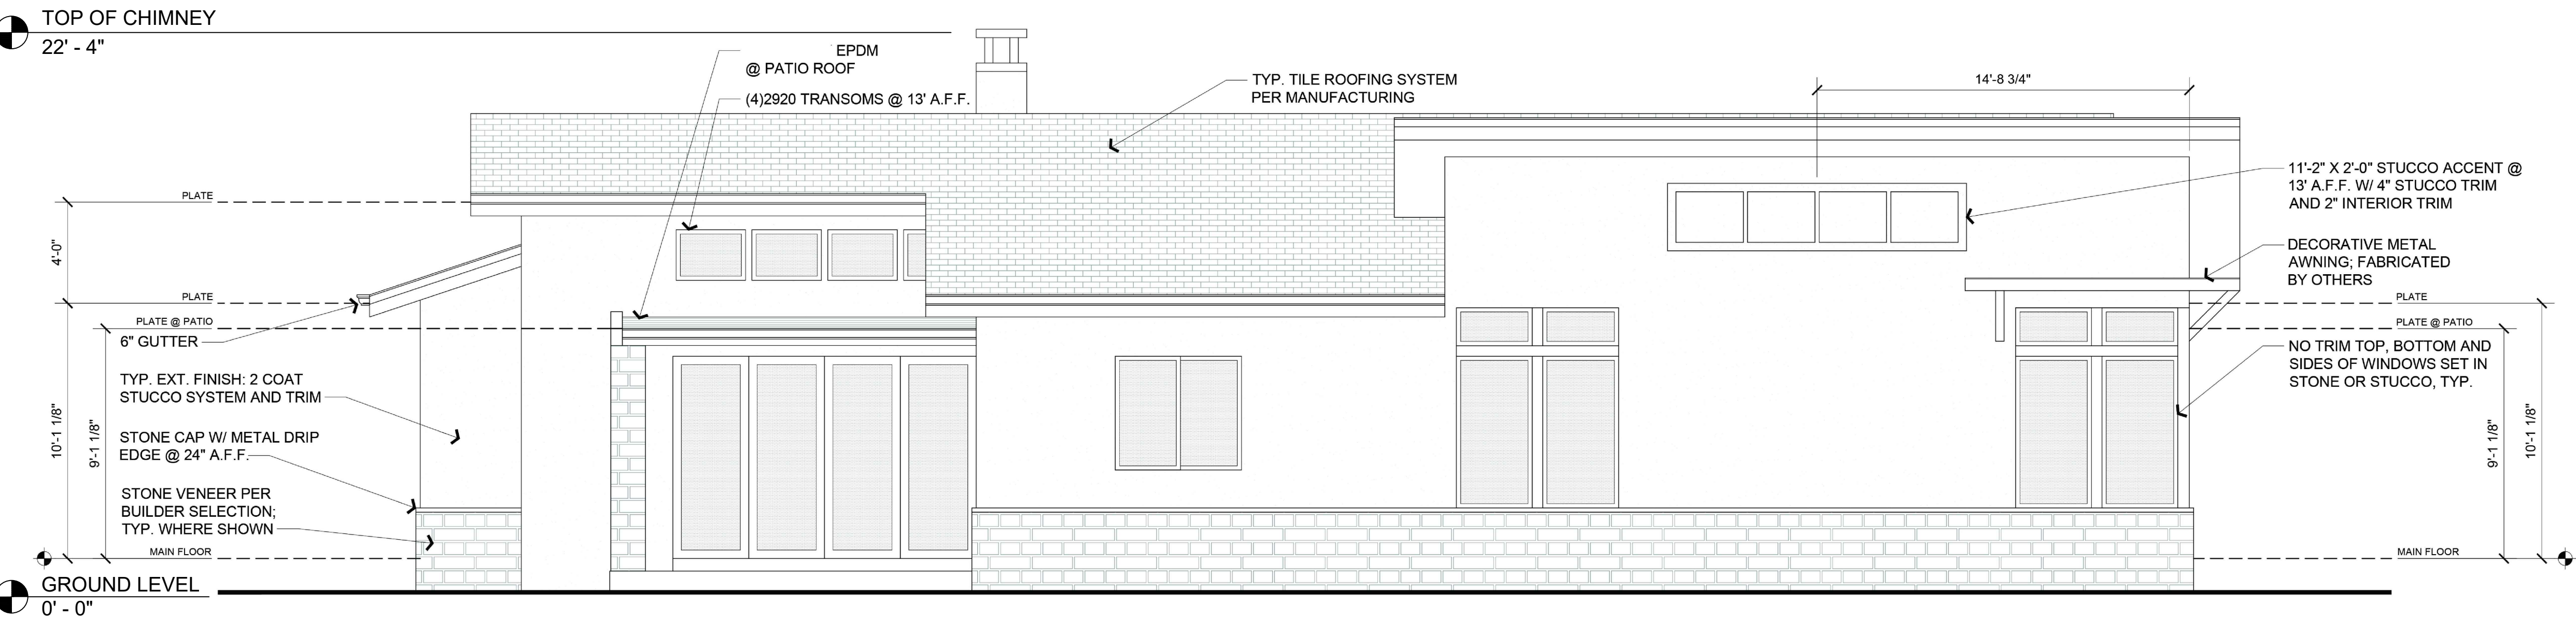 TOP OF CHIMNEY
22' - 4"
EPDM
@ PATIO ROOF
(4)2920 TRANSOMS @ 13' A.F.F.
TYP. TILE ROOFING SYSTEM
PER MANUFACTURING
14'-8 3/4"
11'-2" X 2'-0" STUCCO ACCENT @
13' A.F.F. W/ 4" STUCCO TRIM
AND 2" INTERIOR TRIM
DECORATIVE METAL
AWNING; FABRICATED
BY OTHERS
PLATE
PLATE @ PATIO
NO TRIM TOP, BOTTOM AND
SIDES OF WINDOWS SET IN
STONE OR STUCCO, TYP.
9'-1 1/8"
10'-1 1/8"
MAIN FLOOR
PLATE
4'-0"
PLATE
PLATE @ PATIO
6" GUTTER
TYP. EXT. FINISH: 2 COAT
STUCCO SYSTEM AND TRIM
10'-1 1/8"
9'-1 1/8"
STONE CAP W/ METAL DRIP
EDGE @ 24" A.F.F.
STONE VENEER PER
BUILDER SELECTION;
TYP. WHERE SHOWN
MAIN FLOOR
GROUND LEVEL
0' - 0"